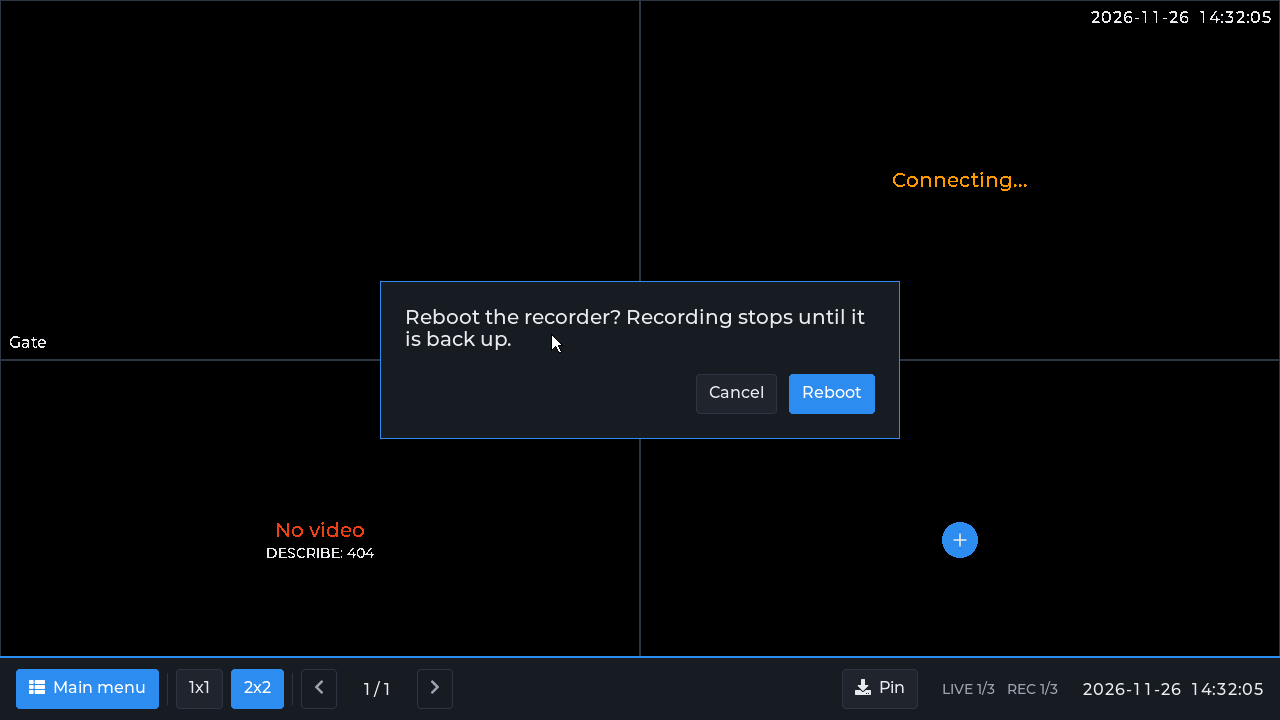 2026-11-26 14:32:05
Connecting...
Reboot the recorder? Recording stops until it
is back up.
Gate
Cancel
Reboot
No video
DESCRIBE: 404
Main menu
1x1
2x2
1 / 1
Pin
LIVE 1/3
REC 1/3
2026-11-26 14:32:05